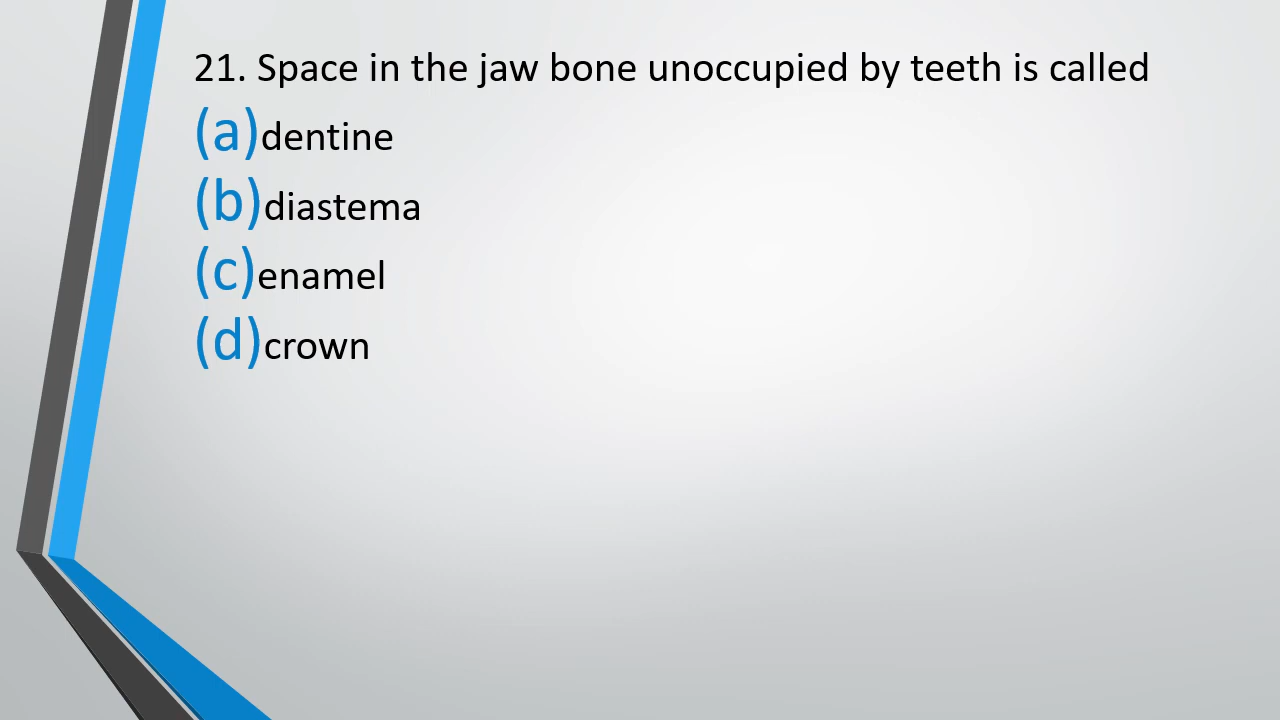 21. Space in the jaw bone unoccupied by teeth is called
(a)dentine
(b)diastema
(c)enamel
(d)crown